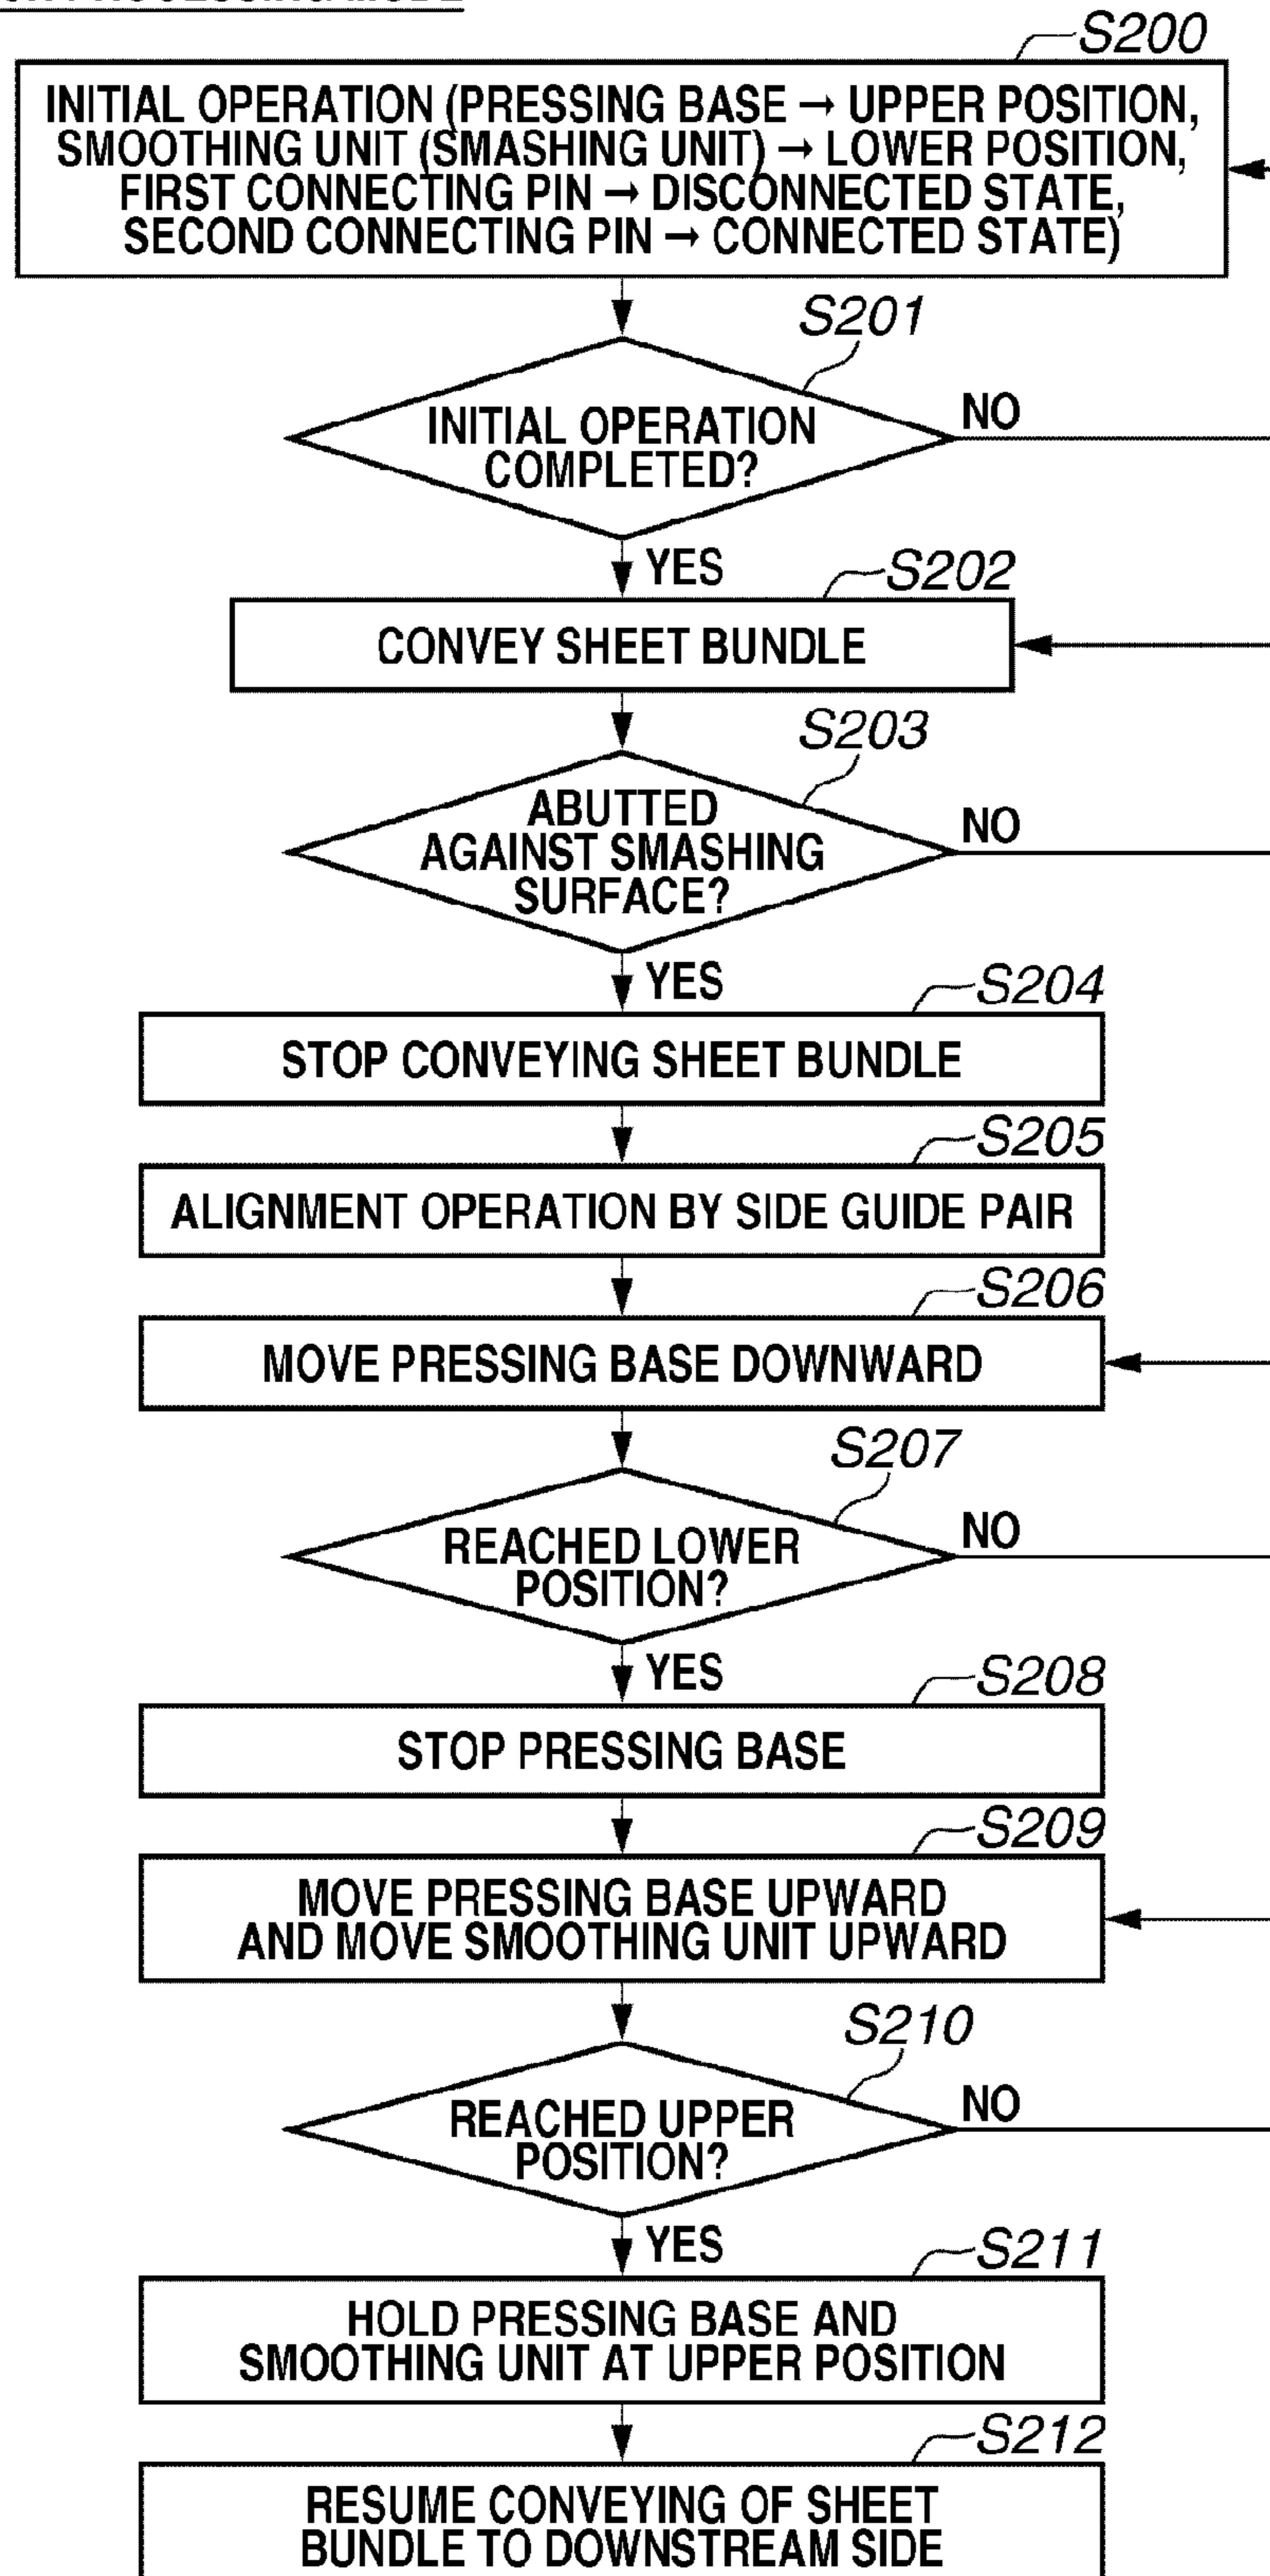 S200
INITIAL OPERATION (PRESSING BASE → UPPER POSITION,
SMOOTHING UNIT (SMASHING UNIT) → LOWER POSITION,
FIRST CONNECTING PIN → DISCONNECTED STATE,
SECOND CONNECTING PIN → CONNECTED STATE)
S201
INITIAL OPERATION
COMPLETED?
NO
YES
S202
CONVEY SHEET BUNDLE
S203
ABUTTED
AGAINST SMASHING
SURFACE?
NO
YES
S204
STOP CONVEYING SHEET BUNDLE
S205
ALIGNMENT OPERATION BY SIDE GUIDE PAIR
S206
MOVE PRESSING BASE DOWNWARD
S207
REACHED LOWER
POSITION?
NO
YES
S208
STOP PRESSING BASE
S209
MOVE PRESSING BASE UPWARD
AND MOVE SMOOTHING UNIT UPWARD
S210
REACHED UPPER
POSITION?
NO
YES
S211
HOLD PRESSING BASE AND
SMOOTHING UNIT AT UPPER POSITION
S212
RESUME CONVEYING OF SHEET
BUNDLE TO DOWNSTREAM SIDE